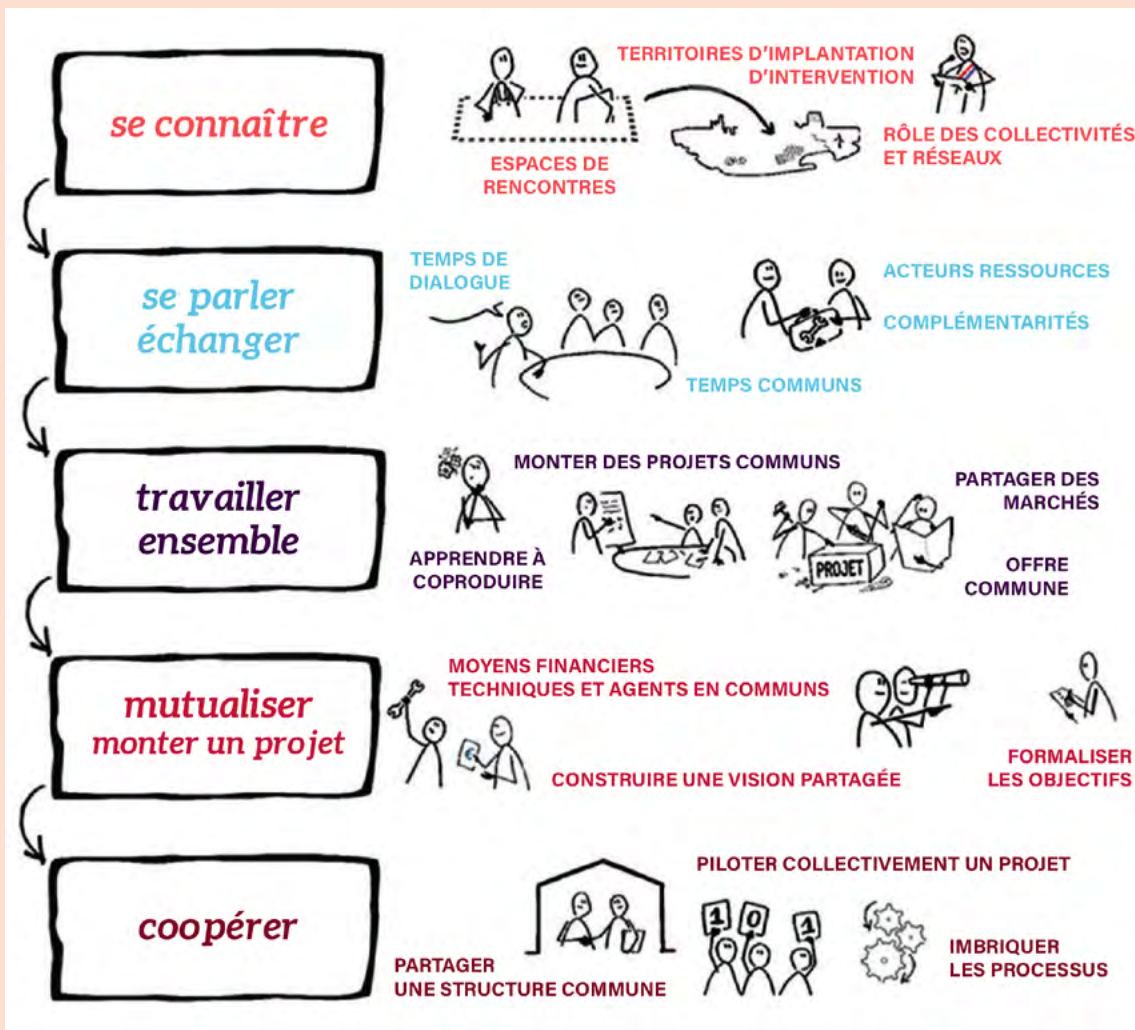 se connaître
TERRITOIRES D'IMPLANTATION
D'INTERVENTION
ESPACES DE
RENCONTRES
RÔLE DES COLLECTIVITÉS
ET RÉSEAUX
se parler
échanger
TEMPS DE
DIALOGUE
TEMPS COMMUNS
ACTEURS RESSOURCES
COMPLÉMENTARITÉS
travailler
ensemble
APPRENDRE À
COPRODUIRE
MONTER DES PROJETS COMMUNS
PROJET
PARTAGER DES
MARCHÉS
OFFRE
COMMUNE
mutualiser
monter un projet
MOYENS FINANCIERS
TECHNIQUES ET AGENTS EN COMMUNS
CONSTRUIRE UNE VISION PARTAGÉE
FORMALISER
LES OBJECTIFS
coopérer
PARTAGER
UNE STRUCTURE COMMUNE
PILOTER COLLECTIVEMENT UN PROJET
1 0 1
IMBRIQUER
LES PROCESSUS